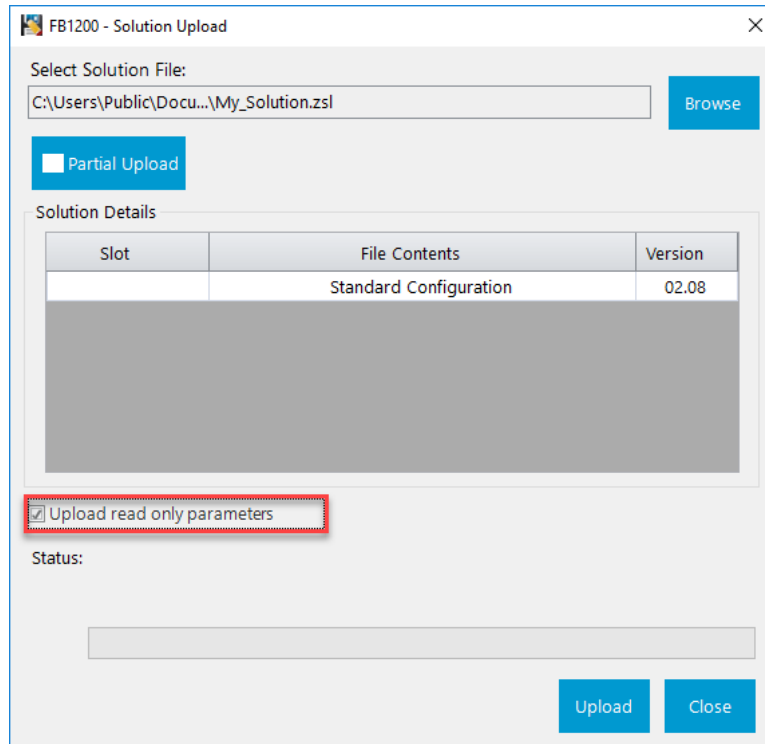 FB1200 - Solution Upload
Select Solution File:
C:\Users\Public\Docu...\My_Solution.zsl
Browse
Partial Upload
Solution Details
Slot File Contents Version
Standard Configuration 02.08
Upload read only parameters
Status:
Upload Close